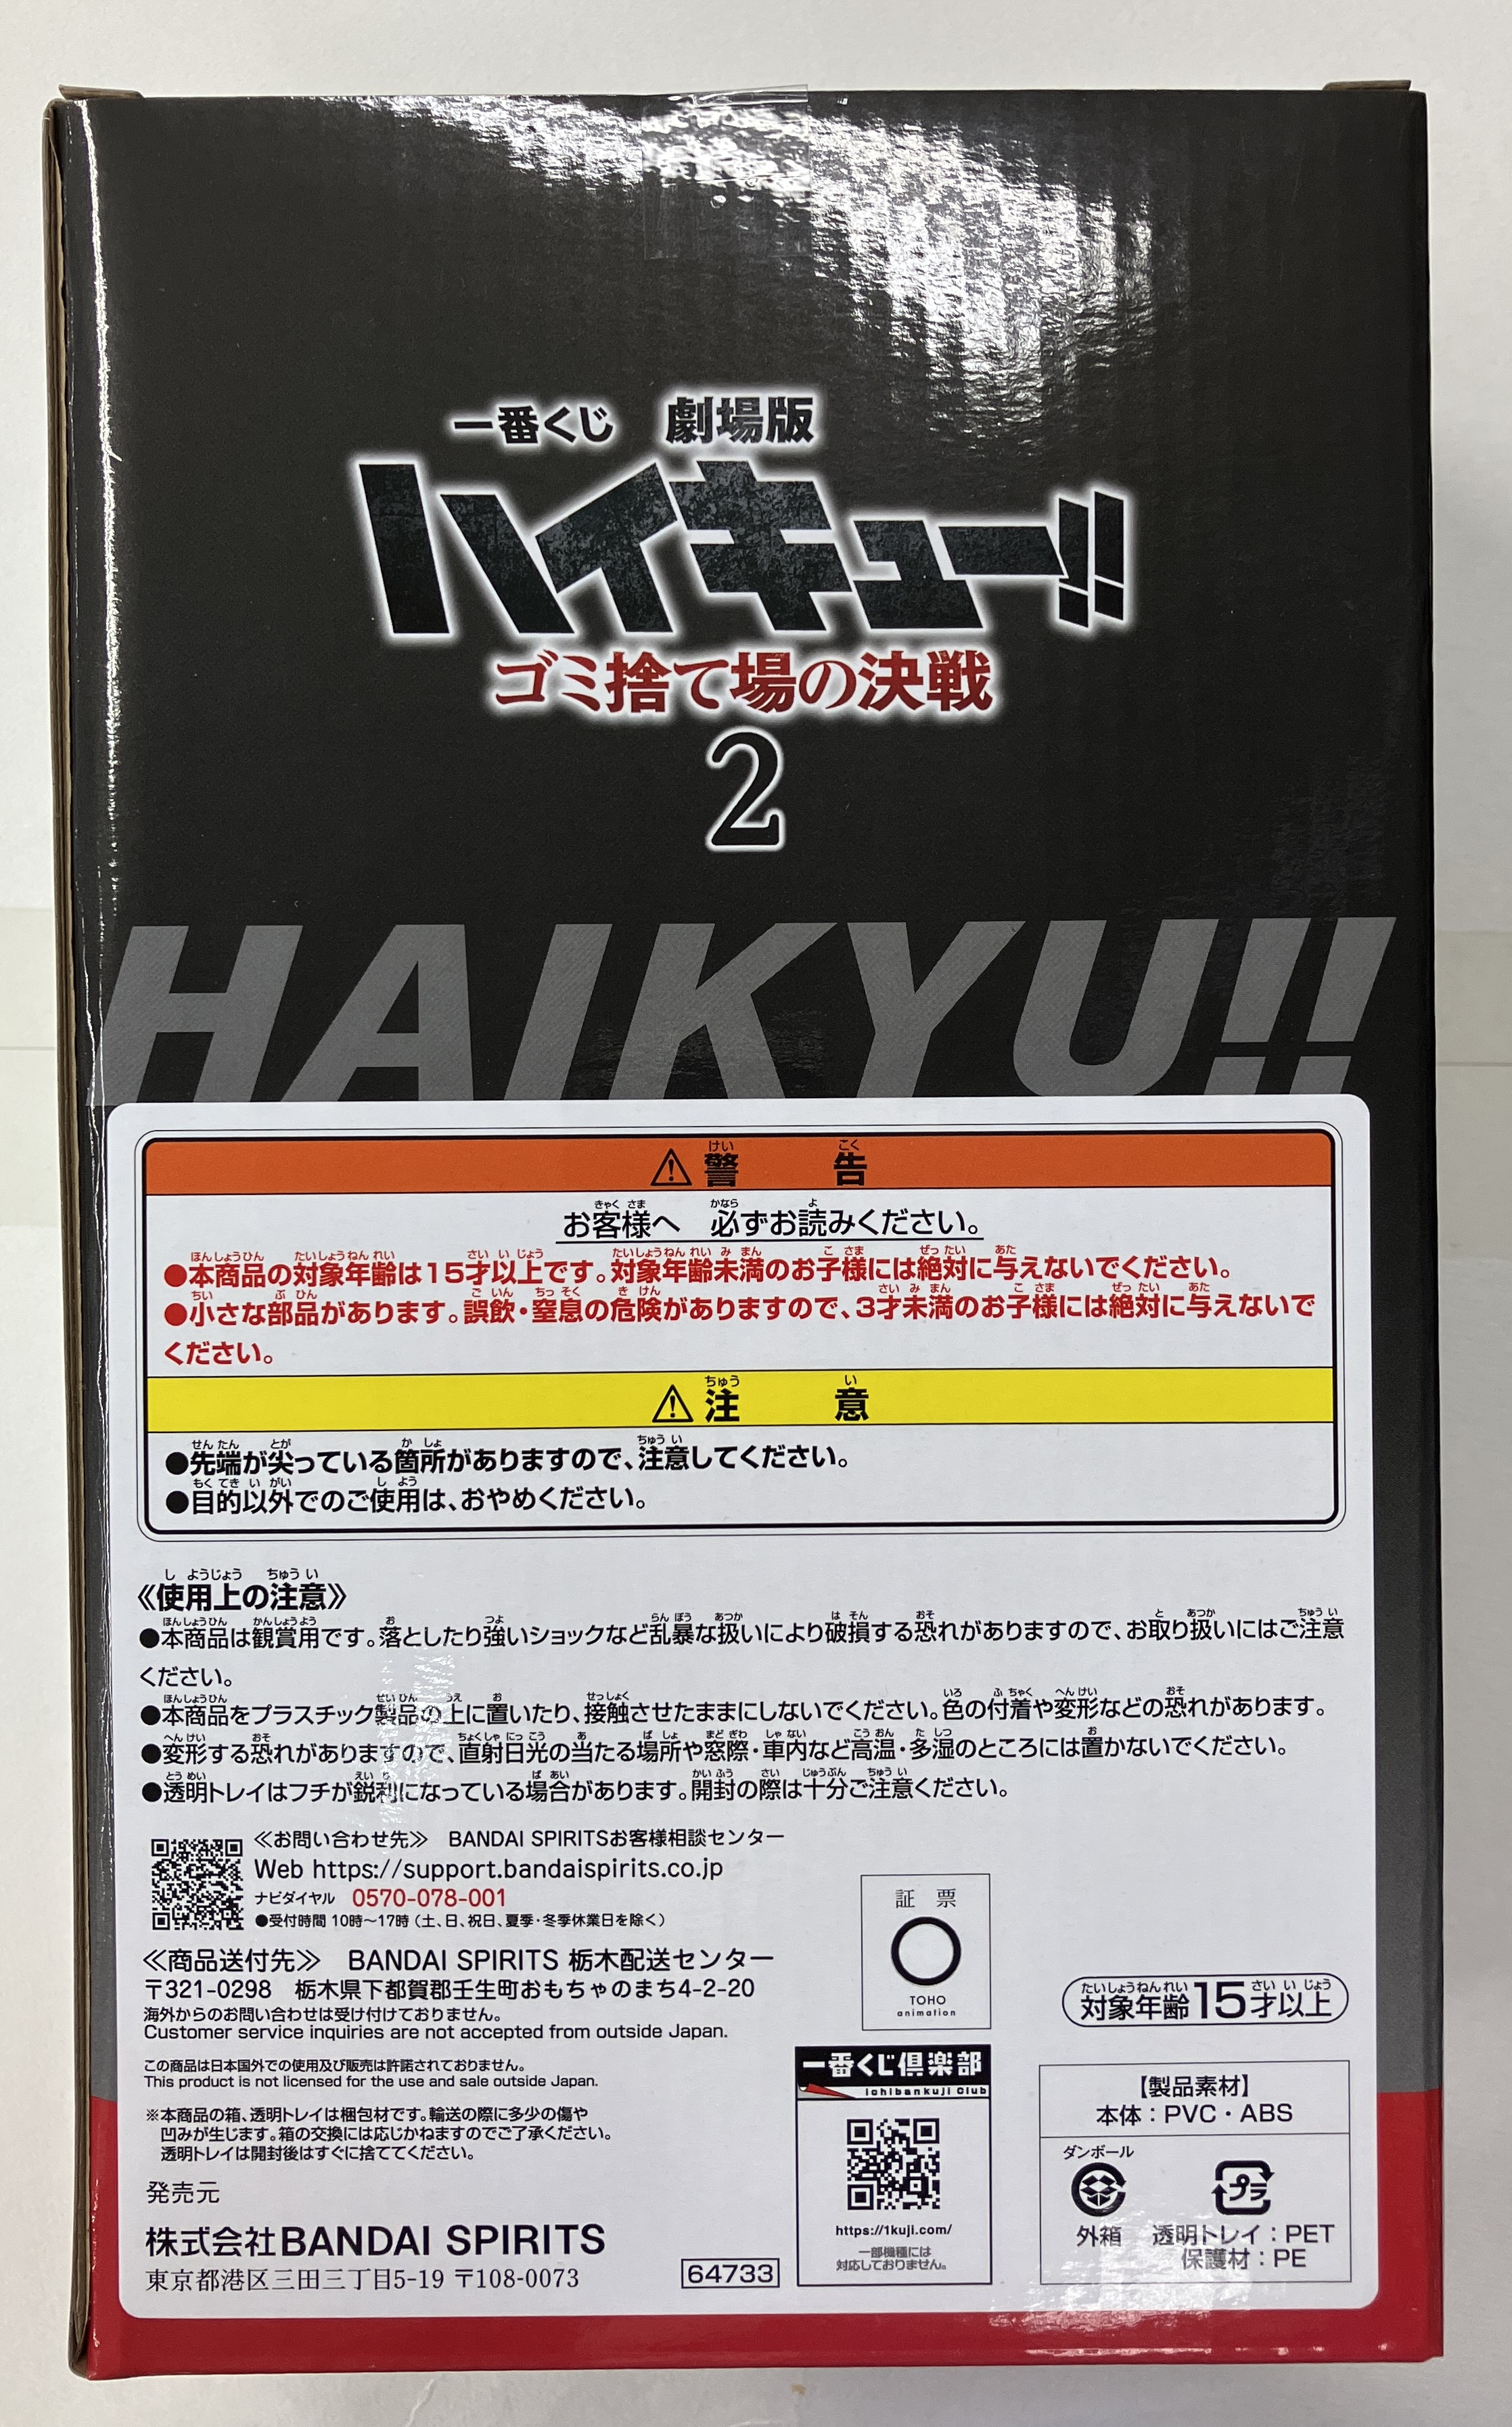 一番くじ 劇場版
ハイキュー!!
ゴミ捨て場の決戦
2
HAIKYU!!
⚠警告
お客様へ 必ずお読みください。
●本商品の対象年齢は15才以上です。対象年齢未満のお子様には絶対に与えないでください。
●小さな部品があります。誤飲・窒息の危険がありますので、3才未満のお子様には絶対に与えないで
ください。
⚠注意
●先端が尖っている箇所がありますので、注意してください。
●目的以外でのご使用は、おやめください。
《使用上の注意》
●本商品は観賞用です。落としたり強いショックなど乱暴な扱いにより破損する恐れがありますので、お取り扱いにはご注意
ください。
●本商品をプラスチック製品の上に置いたり、接触させたままにしないでください。色の付着や変形などの恐れがあります。
●変形する恐れがありますので、直射日光の当たる場所や窓際・車内など高温・多湿のところには置かないでください。
●透明トレイはフチが鋭利になっている場合があります。開封の際は十分ご注意ください。
≪お問い合わせ先≫ BANDAI SPIRITSお客様相談センター
Web https://support.bandaispirits.co.jp
ナビダイヤル 0570-078-001
●受付時間 10時～17時（土、日、祝日、夏季・冬季休業日を除く）
≪商品送付先≫ BANDAI SPIRITS 栃木配送センター
〒321-0298 栃木県下都賀郡壬生町おもちゃのまち4-2-20
海外からのお問い合わせは受け付けておりません。
Customer service inquiries are not accepted from outside Japan.
この商品は日本国外での使用及び販売は許諾されておりません。
This product is not licensed for the use and sale outside Japan.
※本商品の箱、透明トレイは梱包材です。輸送の際に多少の傷や
凹みが生じます。箱の交換には応じかねますのでご了承ください。
透明トレイは開封後はすぐに捨ててください。
発売元
株式会社BANDAI SPIRITS
東京都港区三田三丁目5-19 〒108-0073
64733
証票
TOHO
animation
一番くじ倶楽部
Ichibankuji Club
https://1kuji.com/
一部機種には
対応しておりません。
対象年齢15才以上
【製品素材】
本体：PVC・ABS
ダンボール
外箱
プラ
透明トレイ：PET
保護材：PE